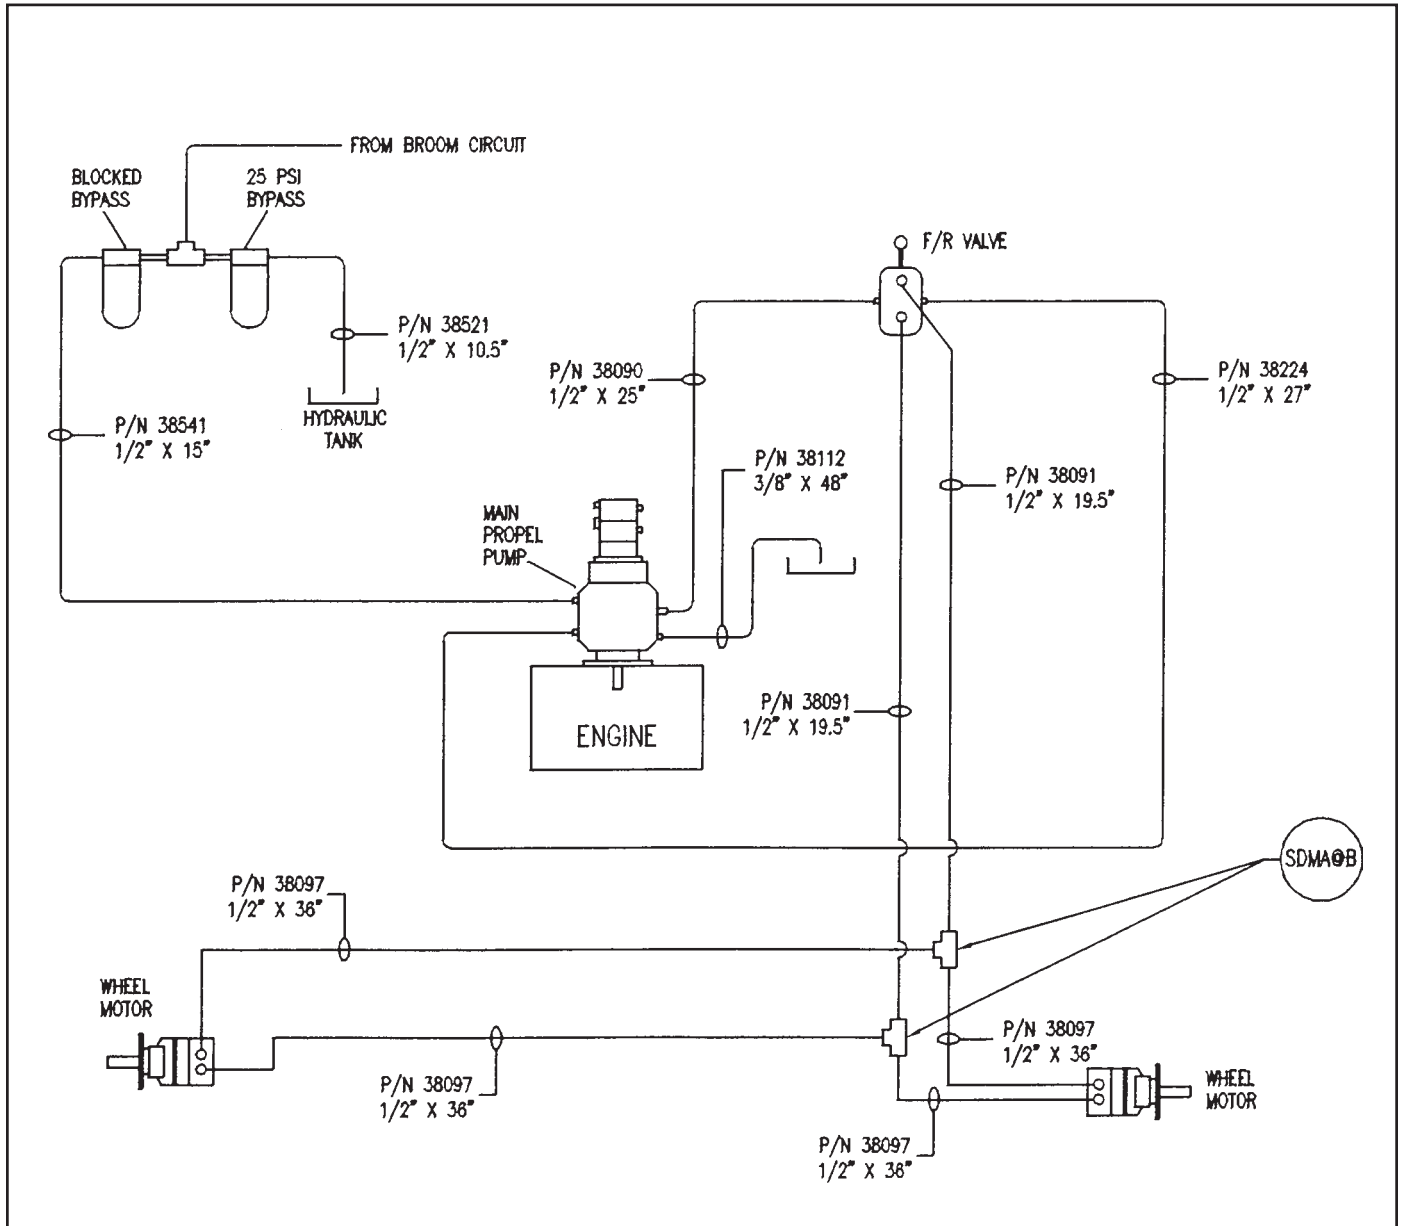 FROM BROOM CIRCUIT
BLOCKED
BYPASS
25 PSI
BYPASS
F/R VALVE
P/N 38521
1/2" X 10.5"
HYDRAULIC
TANK
P/N 38541
1/2" X 15"
P/N 38090
1/2" X 25"
P/N 38224
1/2" X 27"
P/N 38112
3/8" X 48"
P/N 38091
1/2" X 19.5"
MAIN
PROPEL
PUMP
P/N 38091
1/2" X 19.5"
ENGINE
SDMA@B
P/N 38097
1/2" X 36"
WHEEL
MOTOR
P/N 38097
1/2" X 36"
P/N 38097
1/2" X 36"
WHEEL
MOTOR
P/N 38097
1/2" X 36"